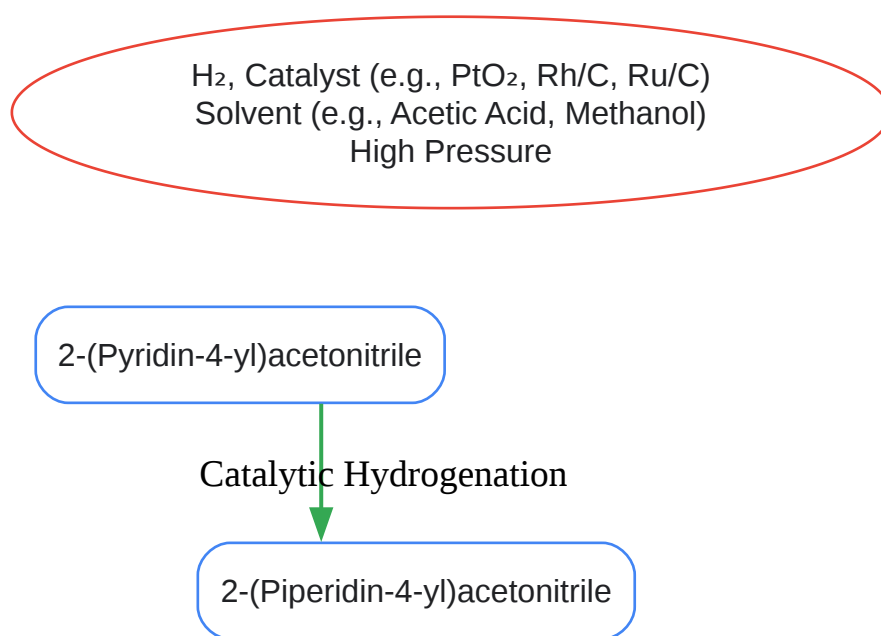 H₂, Catalyst (e.g., PtO₂, Rh/C, Ru/C)
Solvent (e.g., Acetic Acid, Methanol)
High Pressure
2-(Pyridin-4-yl)acetonitrile
Catalytic Hydrogenation
2-(Piperidin-4-yl)acetonitrile